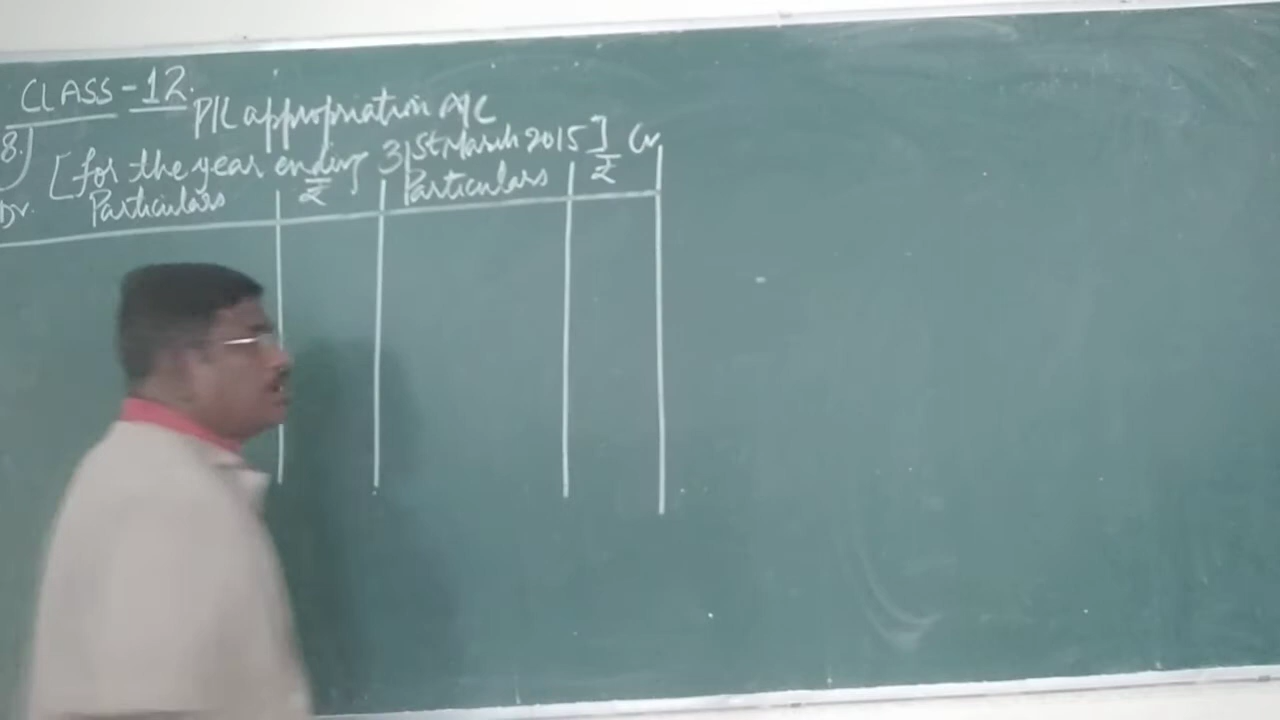 CLASS-12.
8.) P/L appropriation A/C
[for the year ending 31st March 2015] Cr
Dr. Particulars ₹ Particulars ₹